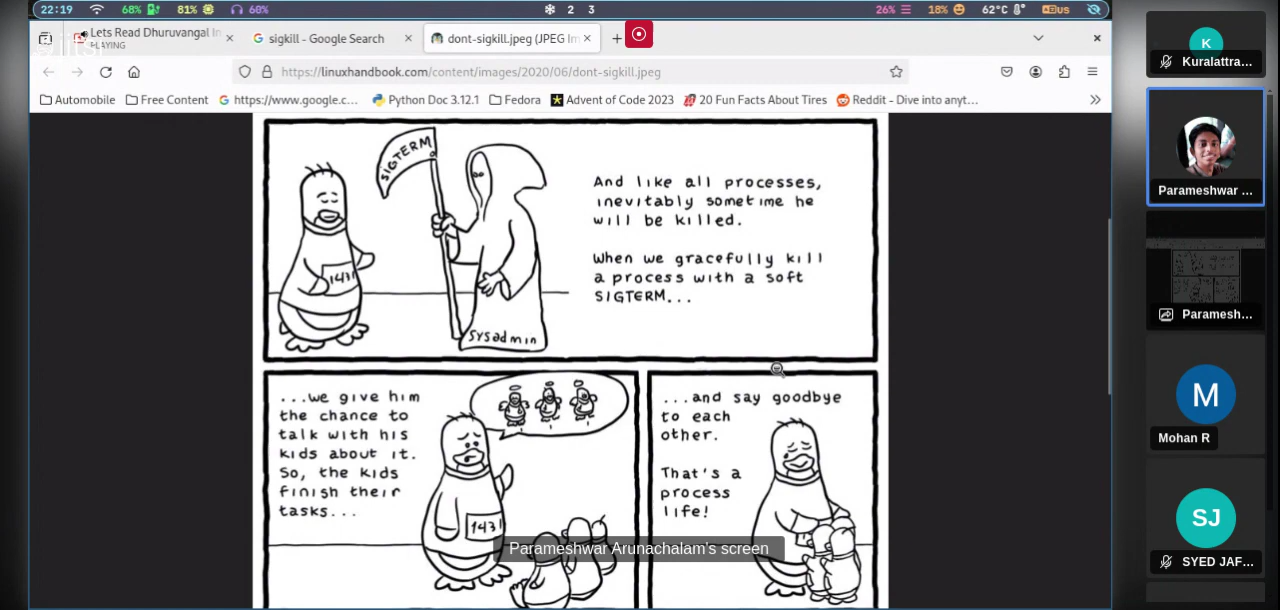 22:19 68% 81% 60% 2 3 26% 18% 62°C us
Lets Read Dhuruvangal In
PLAYING
sigkill - Google Search
dont-sigkill.jpeg (JPEG Im
https://linuxhandbook.com/content/images/2020/06/dont-sigkill.jpeg
Automobile Free Content https://www.google.c... Python Doc 3.12.1 Fedora Advent of Code 2023 20 Fun Facts About Tires Reddit - Dive into anyt...
SIGTERM
1431
sysadmin
And like all processes,
inevitably sometime he
will be killed.
When we gracefully kill
a process with a soft
SIGTERM...
...we give him
the chance to
talk with his
kids about it.
So, the kids
finish their
tasks...
1431
...and say goodbye
to each
other.
That's a
process
life!
Parameshwar Arunachalam's screen
K
Kuralattra...
Parameshwar ...
Paramesh...
M
Mohan R
SJ
SYED JAF...